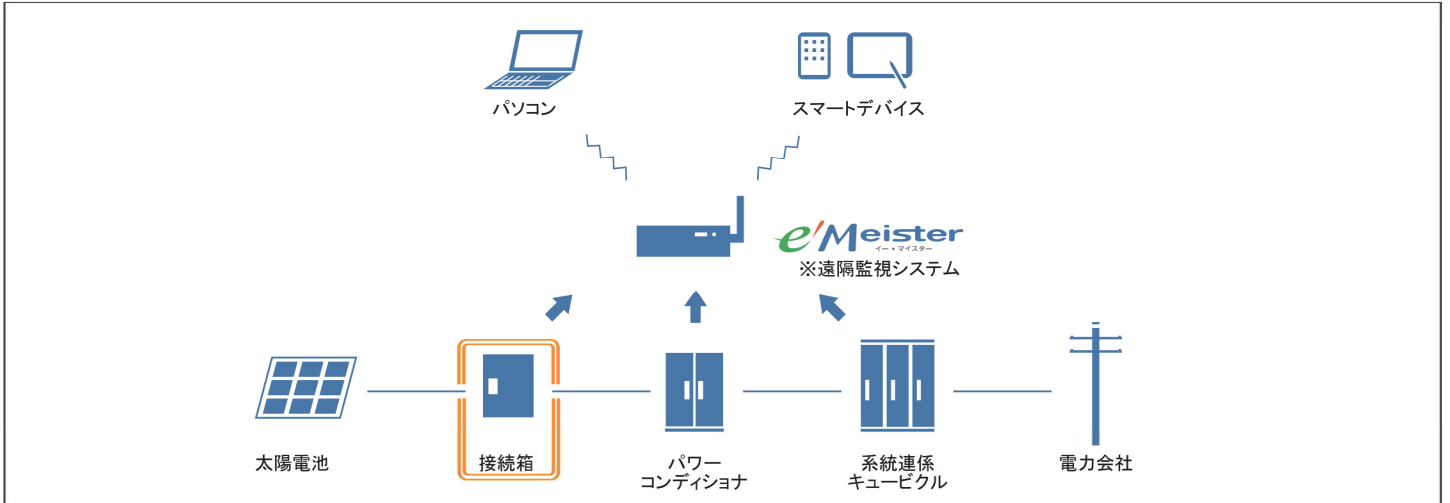 パソコン
スマートデバイス
e'Meister
イー・マイスター
※遠隔監視システム
太陽電池
接続箱
パワー
コンディショナ
系統連係
キュービクル
電力会社